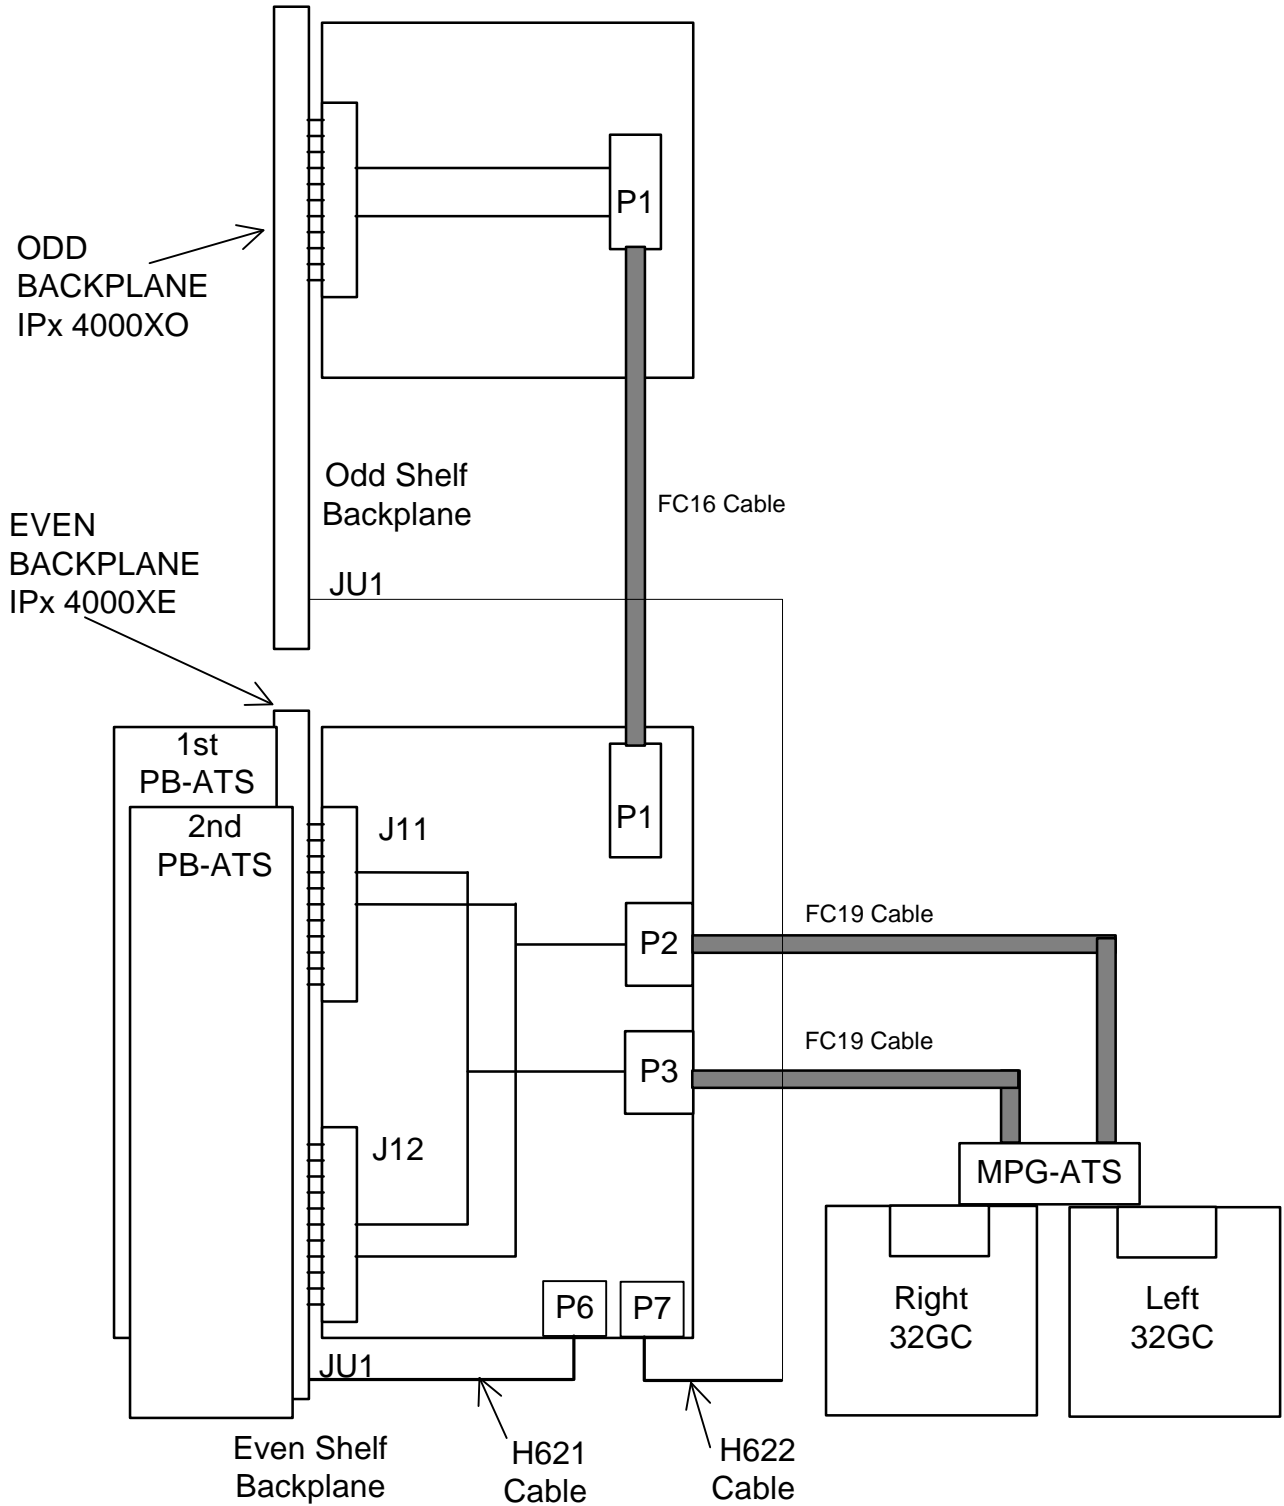 P1
ODD
BACKPLANE
IPx 4000XO
Odd Shelf
Backplane
FC16 Cable
EVEN
BACKPLANE
IPx 4000XE
JU1
1st
PB-ATS
2nd
PB-ATS
J11
P1
FC19 Cable
P2
FC19 Cable
P3
J12
MPG-ATS
Right
32GC
Left
32GC
P6
P7
JU1
Even Shelf
Backplane
H621
Cable
H622
Cable